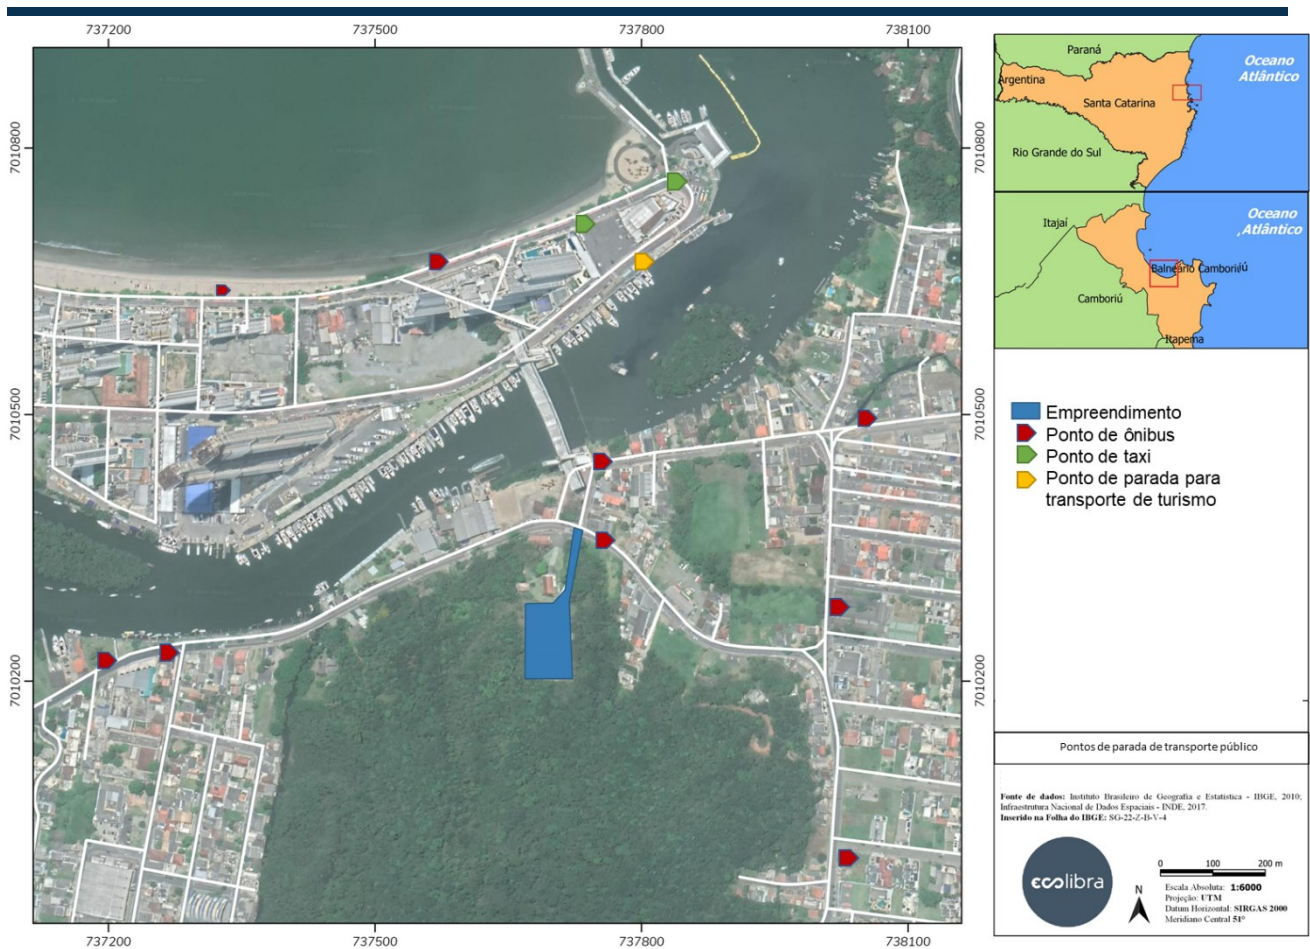 737200
737500
737800
738100
7010800
7010500
7010200
7010800
7010500
7010200
737200
737500
737800
738100
Paraná
Oceano
Atlântico
Argentina
Santa Catarina
Rio Grande do Sul
Itajaí
Oceano
Atlântico
Balneário Camboriú
Camboriú
Itapema
Empreendimento
Ponto de ônibus
Ponto de taxi
Ponto de parada para
transporte de turismo
Pontos de parada de transporte público
Fonte de dados: Instituto Brasileiro de Geografia e Estatística - IBGE, 2010;
Infraestrutura Nacional de Dados Espaciais - INDE, 2017.
Inserido na Folha do IBGE: SG-22-Z-B-V-4
ecolibra
N
0 100 200 m
Escala Absoluta: 1:6000
Projeção: UTM
Datum Horizontal: SIRGAS 2000
Meridiano Central 51°